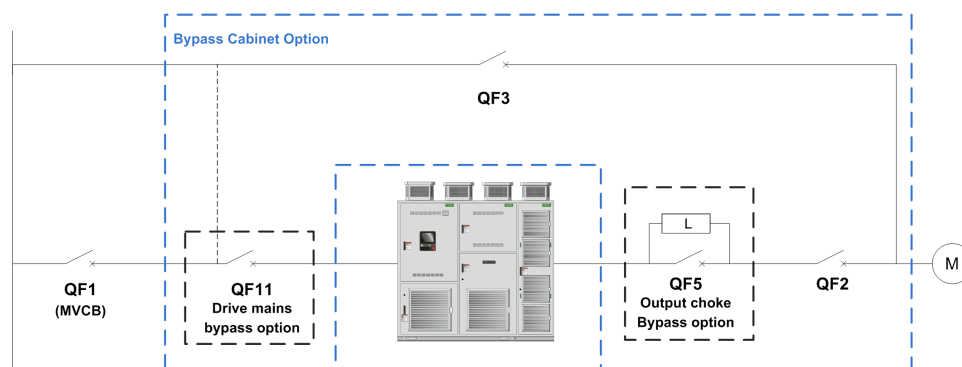 Bypass Cabinet Option
QF3
L
M
QF1
(MVCB)
QF11
Drive mains
bypass option
QF5
Output choke
Bypass option
QF2